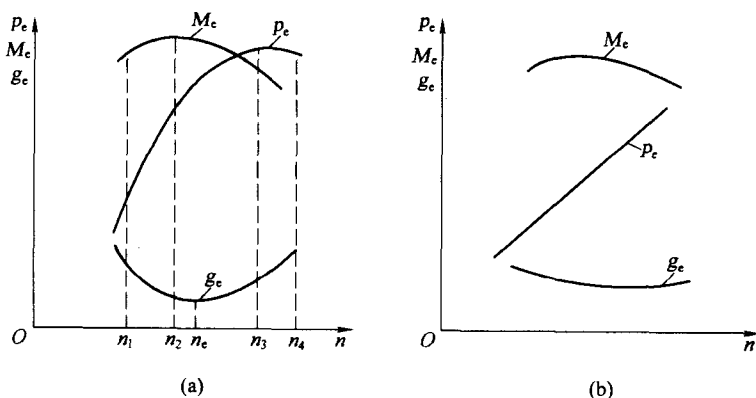 pₑ
Mₑ
gₑ
Mₑ
pₑ
gₑ
O n₁ n₂ nₑ n₃ n₄ n
(a)
pₑ
Mₑ
gₑ
Mₑ
pₑ
gₑ
O n
(b)